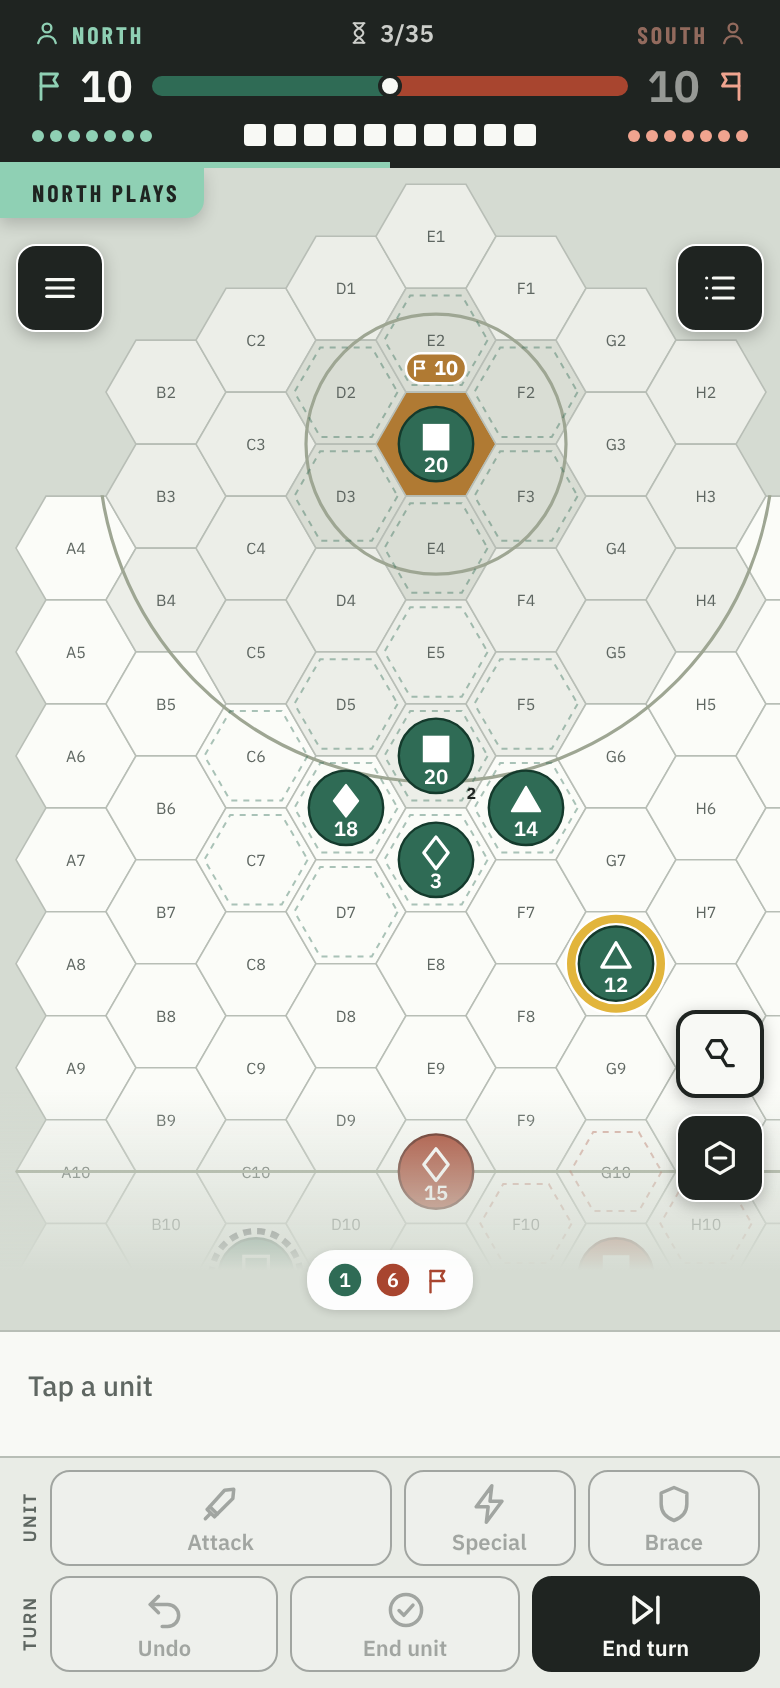 NORTH 3/35 SOUTH
10 10
NORTH PLAYS
E1
D1 F1
C2 E2 G2
10
B2 D2 F2 H2
C3 20 G3
B3 D3 F3 H3
A4 C4 E4 G4
B4 D4 F4 H4
A5 C5 E5 G5
B5 D5 F5 H5
A6 C6 20 G6
2
B6 18 14 H6
A7 C7 3 G7
B7 D7 F7 H7
A8 C8 E8 12
B8 D8 F8
A9 C9 E9 G9
B9 D9 F9
A10 C10 15 G10
B10 D10 F10 H10
1 6
Tap a unit
UNIT
Attack Special Brace
TURN
Undo End unit End turn